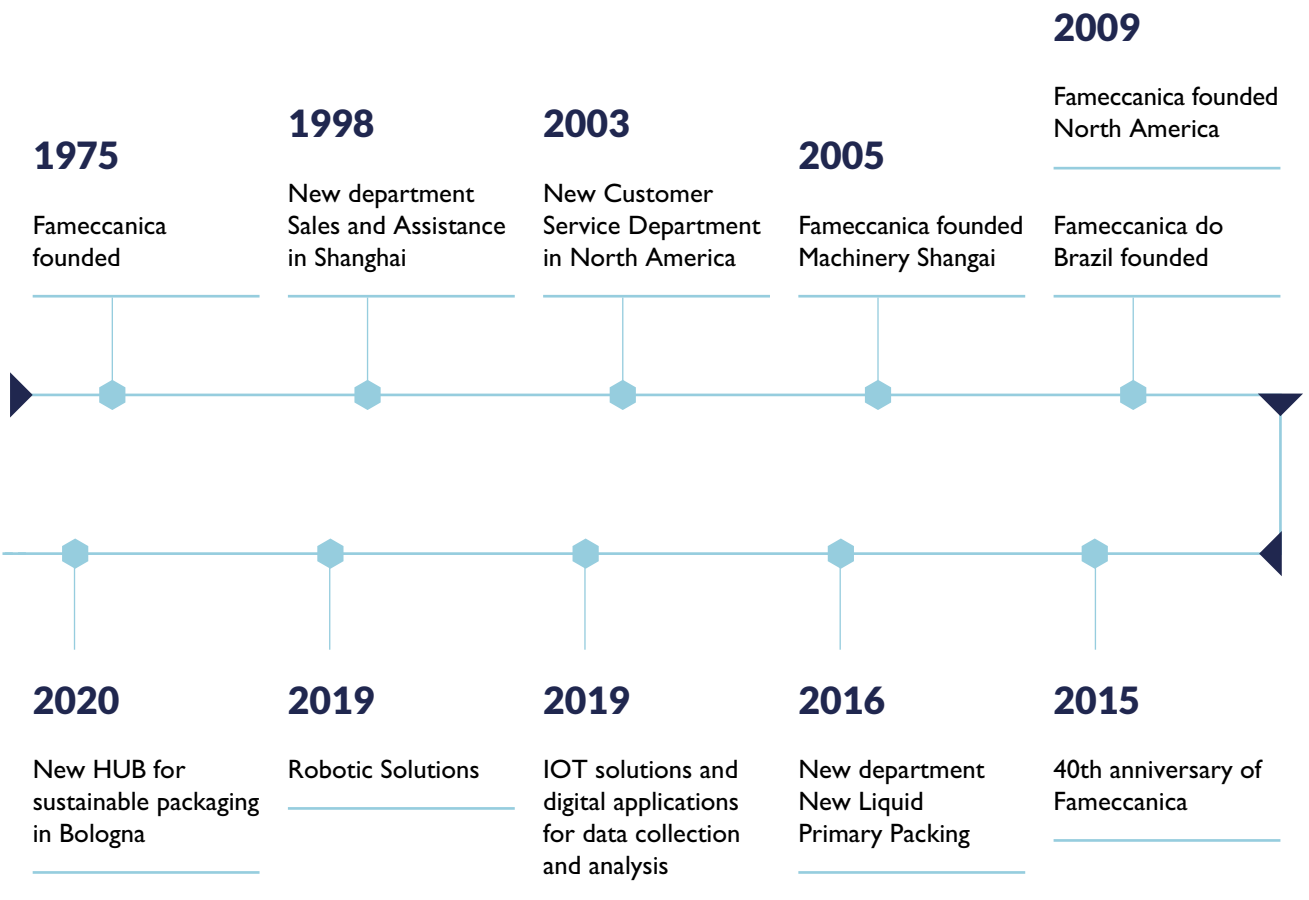 1975
Fameccanica
founded
1998
New department
Sales and Assistance
in Shanghai
2003
New Customer
Service Department
in North America
2005
Fameccanica founded
Machinery Shangai
2009
Fameccanica founded
North America
Fameccanica do
Brazil founded
2015
40th anniversary of
Fameccanica
2016
New department
New Liquid
Primary Packing
2019
IOT solutions and
digital applications
for data collection
and analysis
2019
Robotic Solutions
2020
New HUB for
sustainable packaging
in Bologna